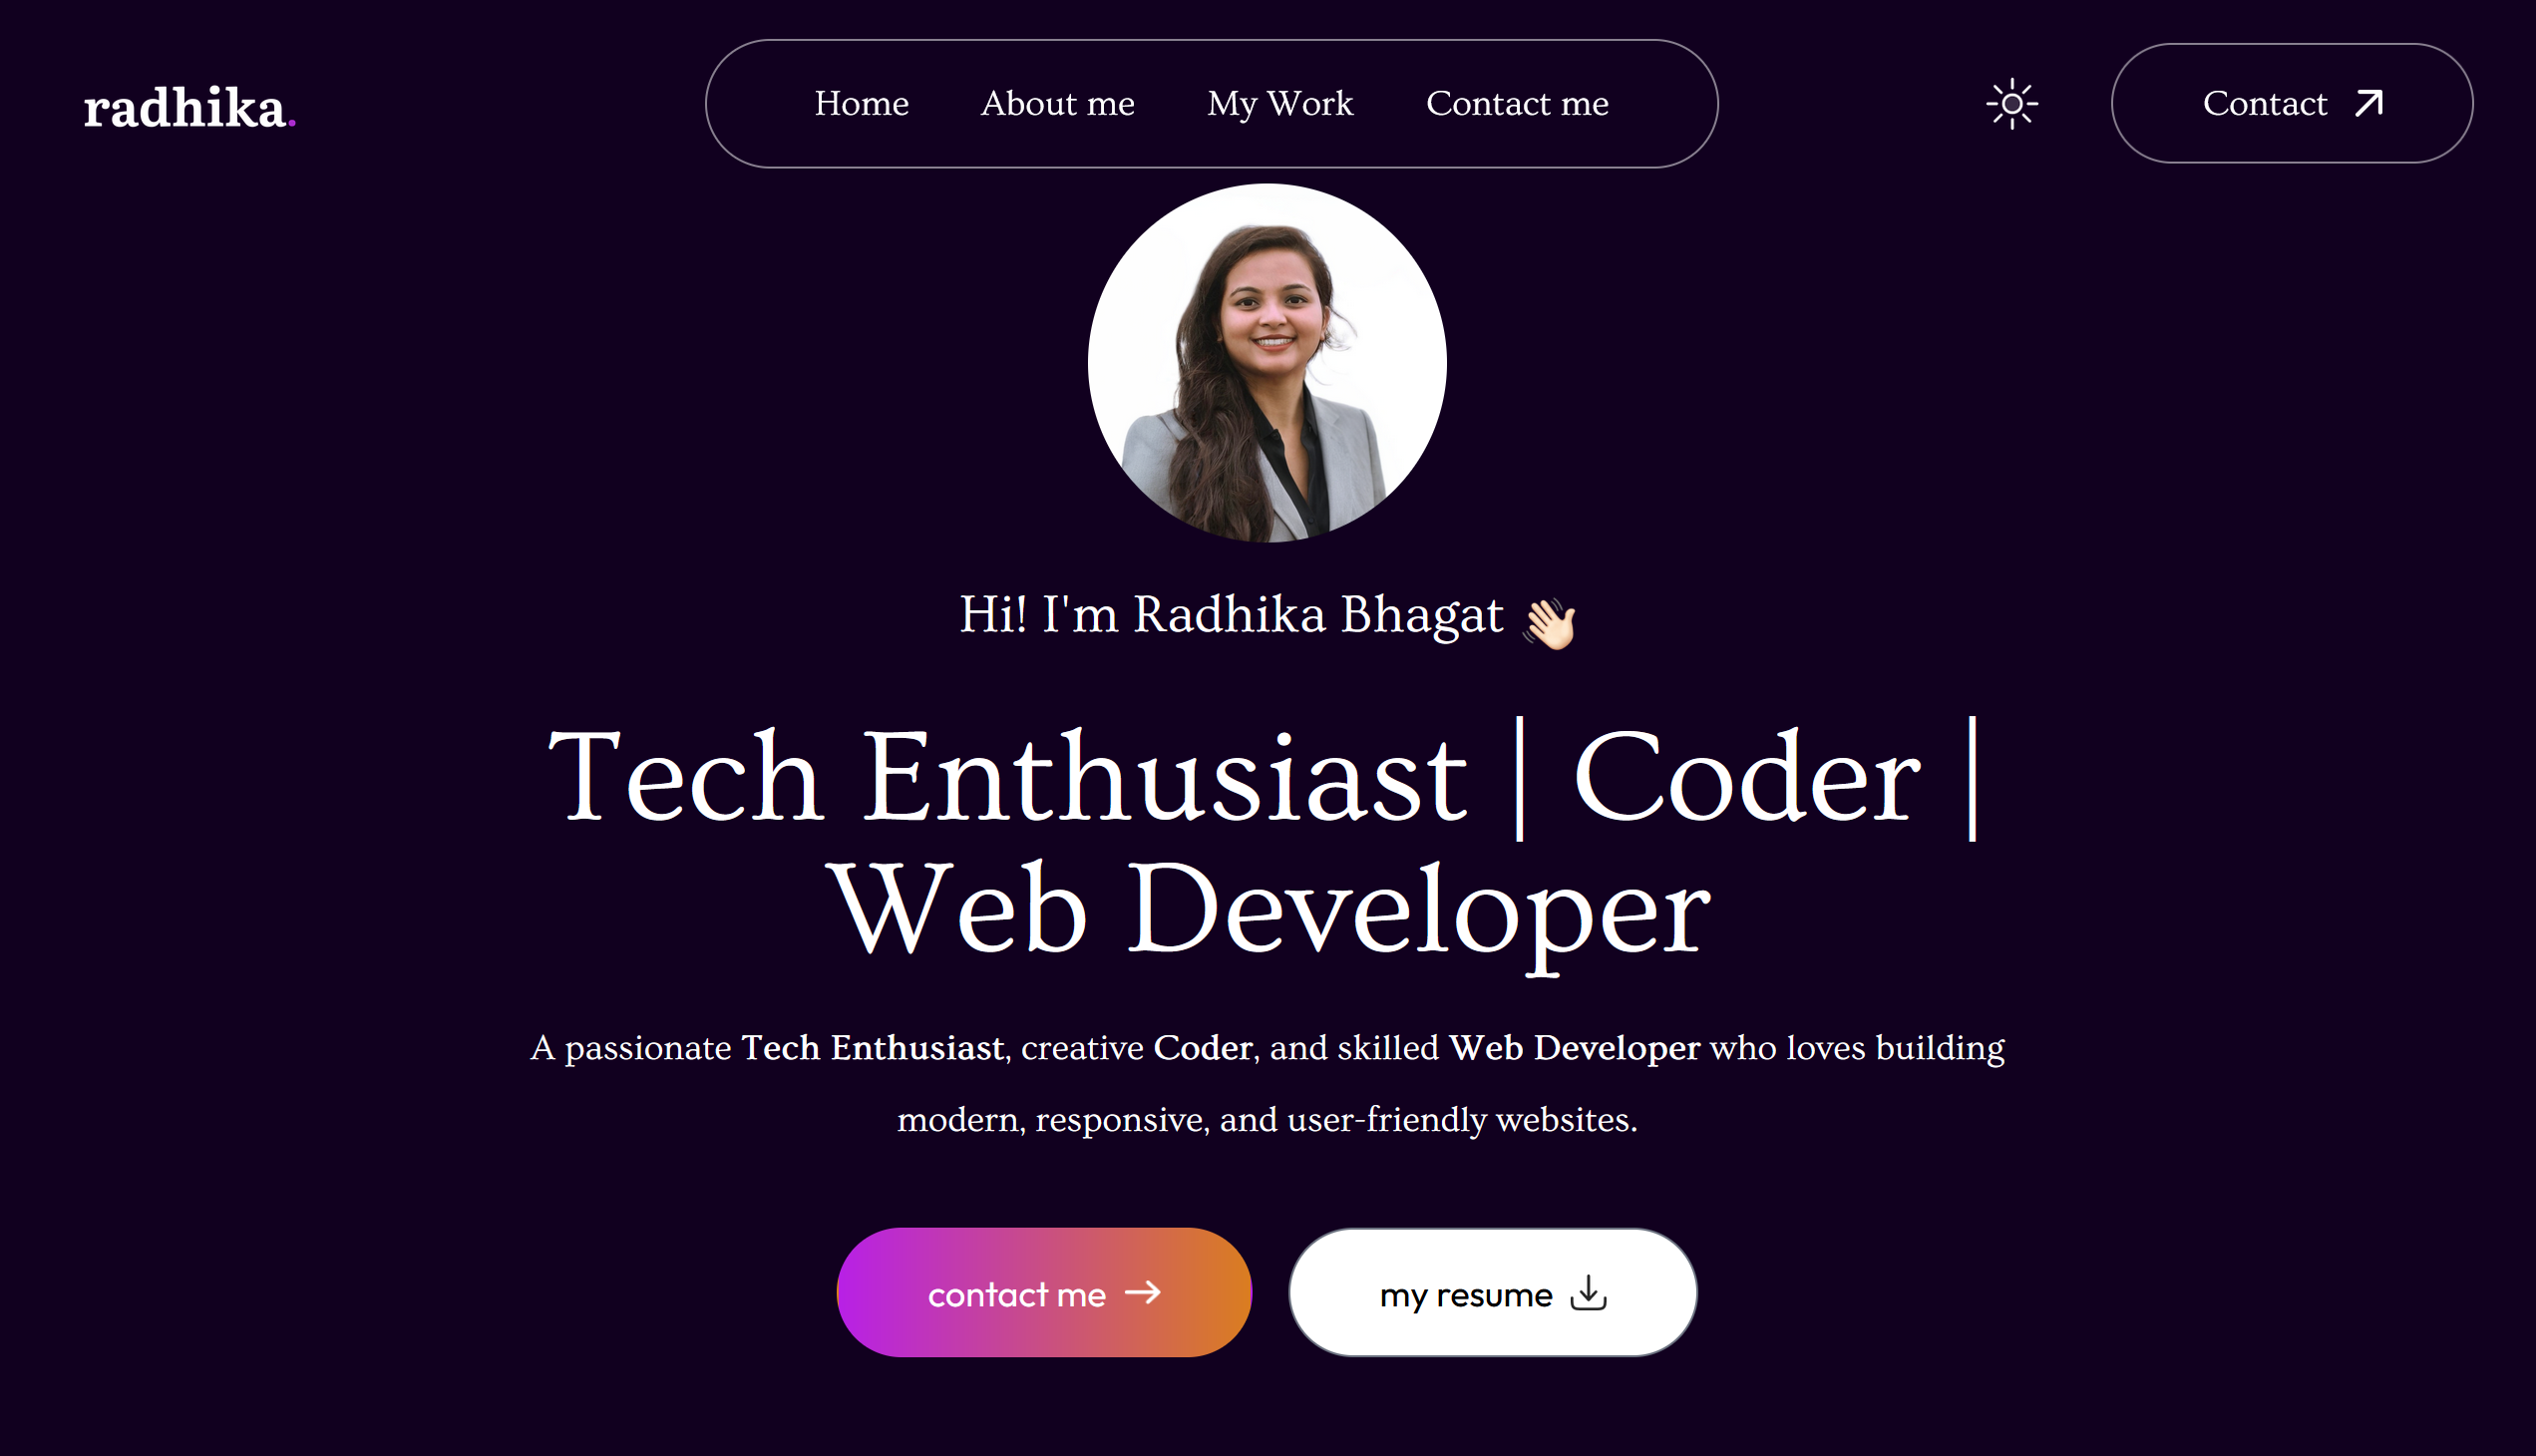 radhika.
Home About me My Work Contact me
Contact
Hi! I'm Radhika Bhagat
Tech Enthusiast | Coder |
Web Developer
A passionate Tech Enthusiast, creative Coder, and skilled Web Developer who loves building
modern, responsive, and user-friendly websites.
contact me
my resume